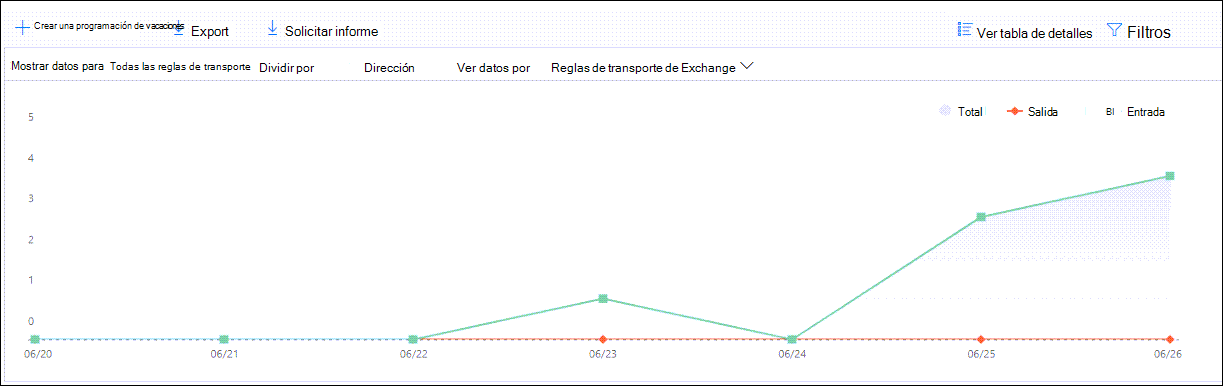 Crear una programación de vacaciones Export Solicitar informe Ver tabla de detalles Filtros
Mostrar datos para Todas las reglas de transporte Dividir por Dirección Ver datos por Reglas de transporte de Exchange
Total Salida BI Entrada
5
4
3
2
1
0
06/20 06/21 06/22 06/23 06/24 06/25 06/26